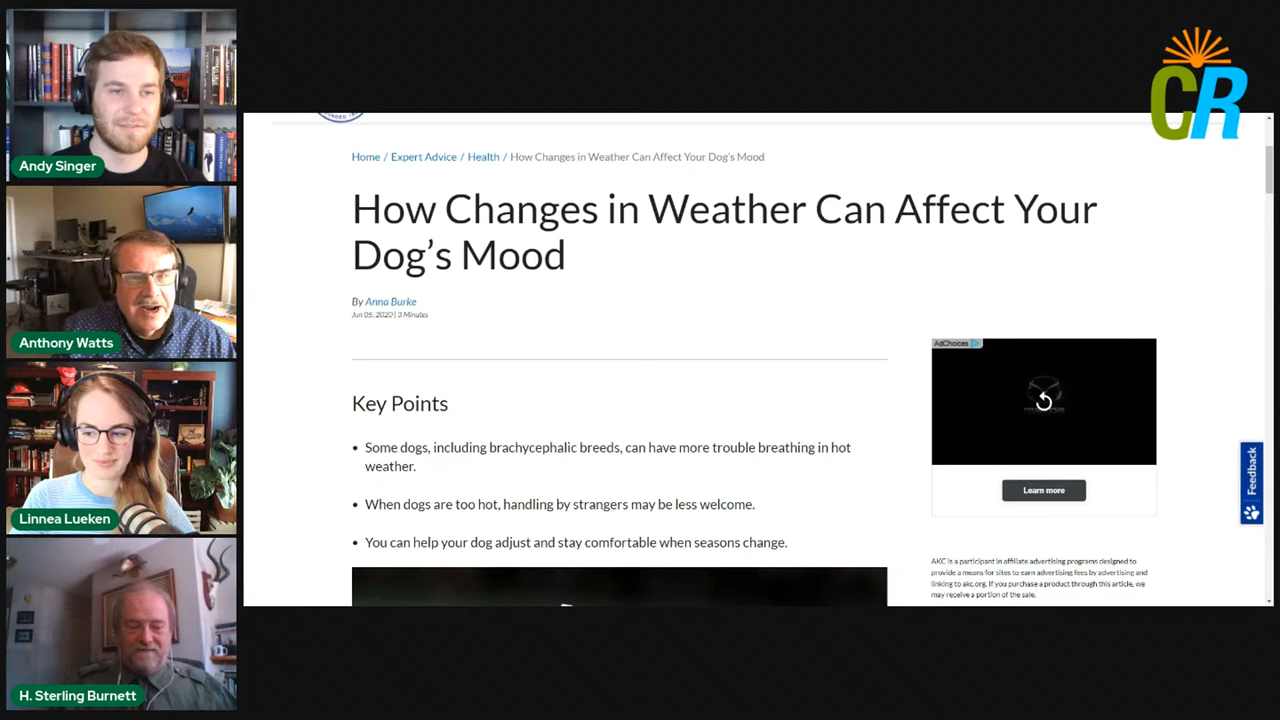 Andy Singer
Anthony Watts
Linnea Lueken
H. Sterling Burnett
CR
Home / Expert Advice / Health / How Changes in Weather Can Affect Your Dog's Mood
How Changes in Weather Can Affect Your
Dog's Mood
By Anna Burke
Jun 05, 2020 | 3 Minutes
Key Points
• Some dogs, including brachycephalic breeds, can have more trouble breathing in hot
weather.
• When dogs are too hot, handling by strangers may be less welcome.
• You can help your dog adjust and stay comfortable when seasons change.
AdChoices
Learn more
Feedback
AKC is a participant in affiliate advertising programs designed to
provide a means for sites to earn advertising fees by advertising and
linking to akc.org. If you purchase a product through this article, we
may receive a portion of the sale.